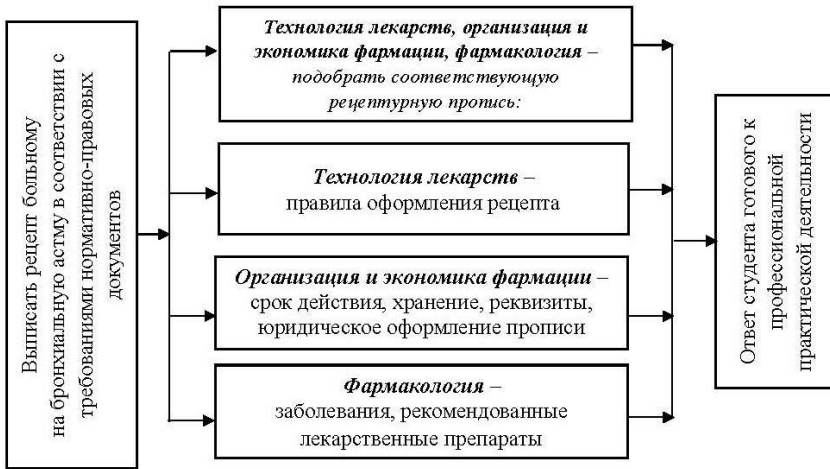 Выписать рецепт больному
на бронхиальную астму в соответствии с
требованиями нормативно-правовых
документов
Технология лекарств, организация и
экономика фармации, фармакология –
подобрать соответствующую
рецептурную пропись:
Технология лекарств –
правила оформления рецепта
Организация и экономика фармации –
срок действия, хранение, реквизиты,
юридическое оформление прописи
Фармакология –
заболевания, рекомендованные
лекарственные препараты
Ответ студента готового к
профессиональной
практической деятельности